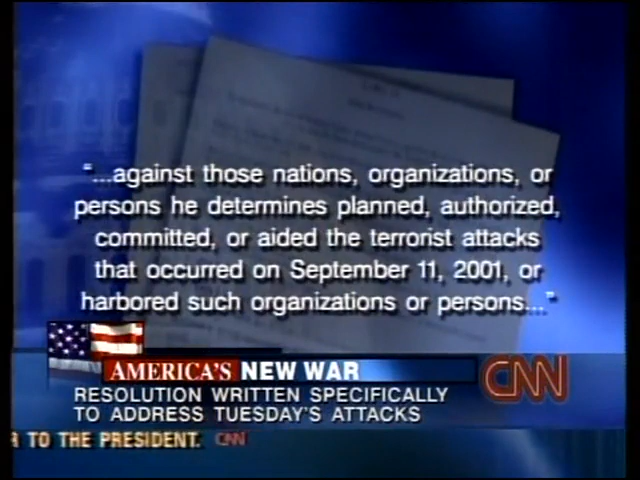 "...against those nations, organizations, or
persons he determines planned, authorized,
committed, or aided the terrorist attacks
that occurred on September 11, 2001, or
harbored such organizations or persons..."
AMERICA'S NEW WAR
CNN
RESOLUTION WRITTEN SPECIFICALLY
TO ADDRESS TUESDAY'S ATTACKS
TO THE PRESIDENT. CNN